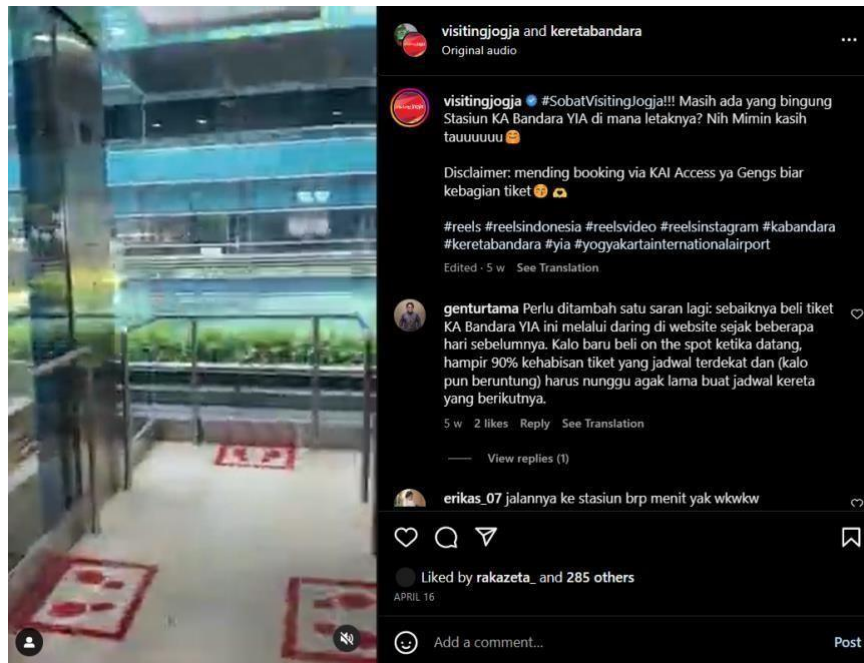 visitingjogja and keretabandara
Original audio
visitingjogja #SobatVisitingJogja!!! Masih ada yang bingung
Stasiun KA Bandara YIA di mana letaknya? Nih Mimin kasih
tauuuuuu🤗
Disclaimer: mending booking via KAI Access ya Gengs biar
kebagian tiket😚🫶
#reels #reelsindonesia #reelsvideo #reelsinstagram #kabandara
#keretabandara #yia #yogyakartainternationalairport
Edited · 5 w See Translation
genturtama Perlu ditambah satu saran lagi: sebaiknya beli tiket
KA Bandara YIA ini melalui daring di website sejak beberapa
hari sebelumnya. Kalo baru beli on the spot ketika datang,
hampir 90% kehabisan tiket yang jadwal terdekat dan (kalo
pun beruntung) harus nunggu agak lama buat jadwal kereta
yang berikutnya.
5 w 2 likes Reply See Translation
View replies (1)
erikas_07 jalannya ke stasiun brp menit yak wkwkw
Liked by rakazeta_ and 285 others
APRIL 16
Add a comment...
Post